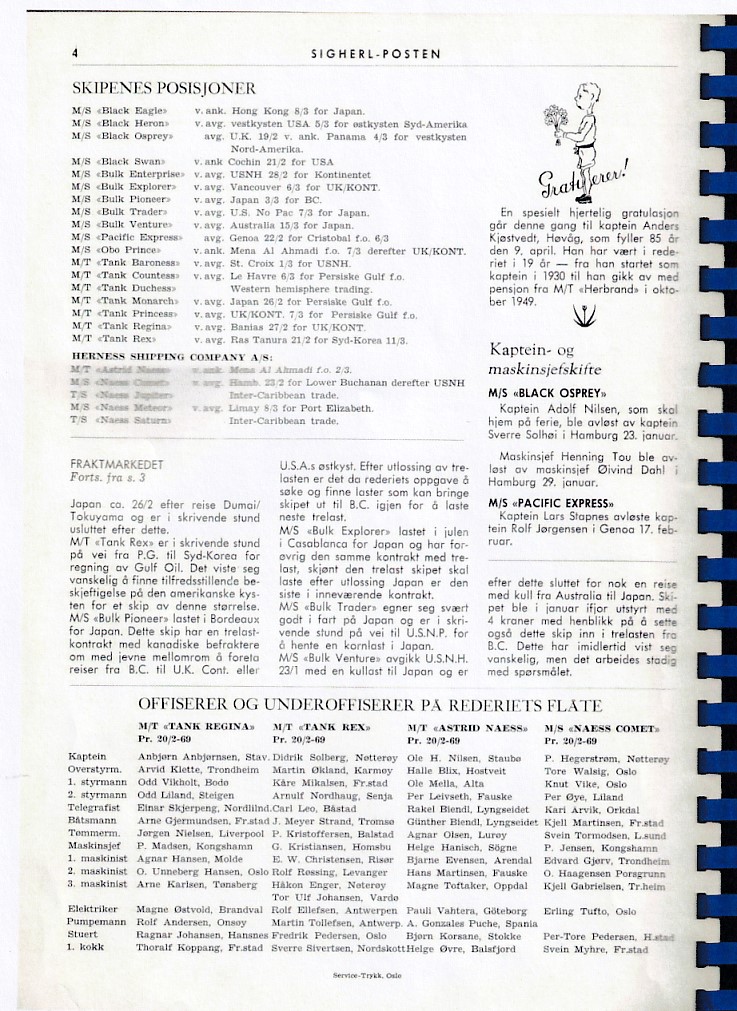 4
SIGHERL-POSTEN
SKIPENES POSISJONER
M/S «Black Eagle» v. ank. Hong Kong 8/3 for Japan.
M/S «Black Heron» v. avg. vestkysten USA 5/3 for østkysten Syd-Amerika
M/S «Black Osprey» avg. U.K. 19/2 v. ank. Panama 4/3 for vestkysten
Nord-Amerika.
M/S «Black Swan» v. ank Cochin 21/2 for USA
M/S «Bulk Enterprise» v. avg. USNH 28/2 for Kontinentet
M/S «Bulk Explorer» v. avg. Vancouver 6/3 for UK/KONT.
M/S «Bulk Pioneer» v. avg. Japan 3/3 for BC.
M/S «Bulk Trader» v. avg. U.S. No Pac 7/3 for Japan.
M/S «Bulk Venture» v. avg. Australia 15/3 for Japan.
M/S «Pacific Express» avg. Genoa 22/2 for Cristobal f.o. 6/3
M/S «Obo Prince» v. ank. Mena Al Ahmadi f.o. 7/3 derefter UK/KONT.
M/T «Tank Baroness» v. avg. St. Croix 1/3 for USNH.
M/T «Tank Countess» v. avg. Le Havre 6/3 for Persiske Gulf f.o.
M/T «Tank Duchess» Western hemisphere trading.
M/T «Tank Monarch» v. avg. Japan 26/2 for Persiske Gulf f.o.
M/T «Tank Princess» v. avg. UK/KONT. 7/3 for Persiske Gulf f.o.
M/T «Tank Regina» v. avg. Banias 27/2 for UK/KONT.
M/T «Tank Rex» v. avg. Ras Tanura 21/2 for Syd-Korea 11/3.
HERNESS SHIPPING COMPANY A/S:
M/T «Astrid Naess» v. ank. Mena Al Ahmadi f.o. 2/3.
M/S «Naess Comet» v. avg. Hamb. 23/2 for Lower Buchanan derefter USNH
T/S «Naess Jupiter» Inter-Caribbean trade.
M/S «Naess Meteor» v. avg. Limay 8/3 for Port Elizabeth.
T/S «Naess Saturn» Inter-Caribbean trade.
Gratulerer!
En spesielt hjertelig gratulasjon
går denne gang til kaptein Anders
Kjøstvedt, Høvåg, som fyller 85 år
den 9. april. Han har vært i rede-
riet i 19 år — fra han startet som
kaptein i 1930 til han gikk av med
pensjon fra M/T «Herbrand» i okto-
ber 1949.
Kaptein- og
maskinsjefskifte
M/S «BLACK OSPREY»
Kaptein Adolf Nilsen, som skal
hjem på ferie, ble avløst av kaptein
Sverre Solhøi i Hamburg 23. januar.
Maskinsjef Henning Tou ble av-
løst av maskinsjef Øivind Dahl i
Hamburg 29. januar.
M/S «PACIFIC EXPRESS»
Kaptein Lars Stapnes avløste kap-
tein Rolf Jørgensen i Genoa 17. feb-
ruar.
FRAKTMARKEDET
Forts. fra s. 3
Japan ca. 26/2 efter reise Dumai/
Tokuyama og er i skrivende stund
usluttet efter dette.
M/T «Tank Rex» er i skrivende stund
på vei fra P.G. til Syd-Korea for
regning av Gulf Oil. Det viste seg
vanskelig å finne tilfredsstillende be-
skjeftigelse på den amerikanske kys-
ten for et skip av denne størrelse.
M/S «Bulk Pioneer» lastet i Bordeaux
for Japan. Dette skip har en trelast-
kontrakt med kanadiske befraktere
om med jevne mellomrom å foreta
reiser fra B.C. til U.K. Cont. eller
U.S.A.s østkyst. Efter utlossing av tre-
lasten er det da rederiets oppgave å
søke og finne laster som kan bringe
skipet ut til B.C. igjen for å laste
neste trelast.
M/S «Bulk Explorer» lastet i julen
i Casablanca for Japan og har for-
øvrig den samme kontrakt med tre-
last, skjønt den trelast skipet skal
laste efter utlossing Japan er den
siste i inneværende kontrakt.
M/S «Bulk Trader» egner seg svært
godt i fart på Japan og er i skri-
vende stund på vei til U.S.N.P. for
å hente en kornlast i Japan.
M/S «Bulk Venture» avgikk U.S.N.H.
23/1 med en kullast til Japan og er
efter dette sluttet for nok en reise
med kull fra Australia til Japan. Ski-
pet ble i januar ifjor utstyrt med
4 kraner med henblikk på å sette
også dette skip inn i trelasten fra
B.C. Dette har imidlertid vist seg
vanskelig, men det arbeides stadig
med spørsmålet.
OFFISERER OG UNDEROFFISERER PÅ REDERIETS FLÅTE
M/T «TANK REGINA» M/T «TANK REX» M/T «ASTRID NAESS» M/S «NAESS COMET»
Pr. 20/2-69 Pr. 20/2-69 Pr. 20/2-69 Pr. 20/2-69
Kaptein Anbjørn Anbjørnsen, Stav. Didrik Solberg, Nøtterøy Ole H. Nilsen, Staubø P. Hegerstrøm, Nøtterøy
Overstyrm. Arvid Klette, Trondheim Martin Økland, Karmøy Halle Blix, Hostveit Tore Walsig, Oslo
1. styrmann Odd Vikholt, Bodø Kåre Mikalsen, Fr.stad Ole Mella, Alta Knut Vike, Oslo
2. styrmann Odd Liland, Steigen Arnulf Nordhaug, Senja Per Leivseth, Fauske Per Øye, Liland
Telegrafist Einar Skjerpeng, Nordlilnd. Carl Leo, Båstad Rakel Biendl, Lyngseidet Kari Arvik, Orkdal
Båtsmann Arne Gjermundsen, Fr.stad J. Meyer Strand, Tromsø Günther Biendl, Lyngseidet Kjell Martinsen, Fr.stad
Tømmerm. Jørgen Nielsen, Liverpool P. Kristoffersen, Balstad Agnar Olsen, Lurøy Svein Tormodsen, L.sund
Maskinsjef P. Madsen, Kongshamn G. Kristiansen, Homsbu Helge Hanisch, Sögne P. Jensen, Kongshamn
1. maskinist Agnar Hansen, Molde E. W. Christensen, Risør Bjarne Evensen, Arendal Edvard Gjørv, Trondheim
2. maskinist O. Unneberg Hansen, Oslo Rolf Røssing, Levanger Hans Martinsen, Fauske O. Haagensen Porsgrunn
3. maskinist Arne Karlsen, Tønsberg Håkon Enger, Nøterøy Magne Toftaker, Oppdal Kjell Gabrielsen, Tr.heim
Tor Ulf Johansen, Vardø
Elektriker Magne Østvold, Brandval Rolf Ellefsen, Antwerpen Pauli Vahtera, Göteborg Erling Tufto, Oslo
Pumpemann Rolf Andersen, Onsøy Martin Tollefsen, Antwerp. A. Gonzales Puche, Spania
Stuert Ragnar Johansen, Hansnes Fredrik Pedersen, Oslo Bjørn Korsane, Stokke Per-Tore Pedersen, H.stad
1. kokk Thoralf Koppang, Fr.stad Sverre Sivertsen, Nordskott Helge Øvre, Balsfjord Svein Myhre, Fr.stad
Service-Trykk, Oslo